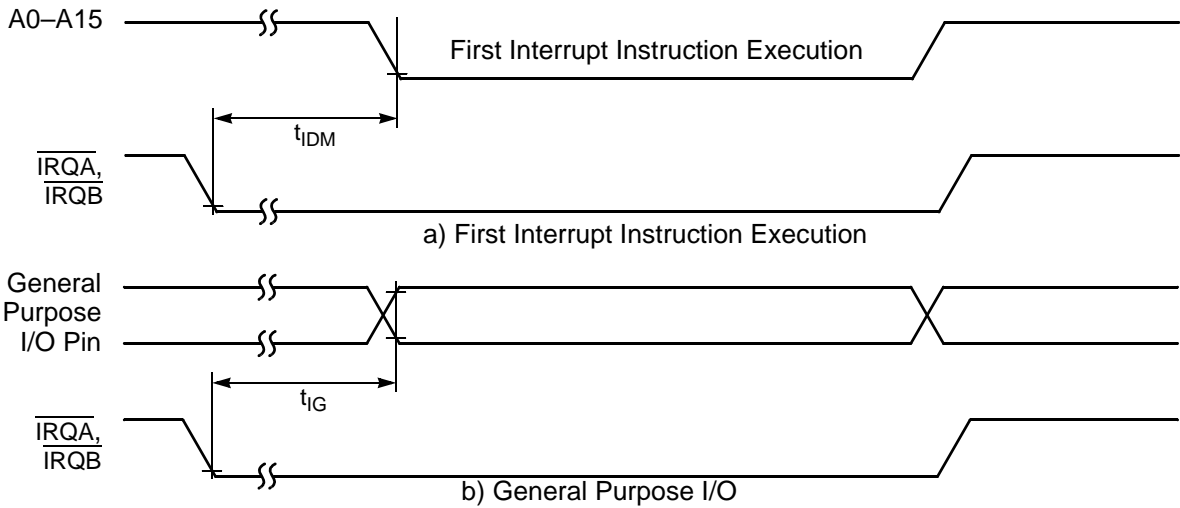 A0–A15
First Interrupt Instruction Execution
tIDM
IRQA,
IRQB
a) First Interrupt Instruction Execution
General
Purpose
I/O Pin
tIG
IRQA,
IRQB
b) General Purpose I/O